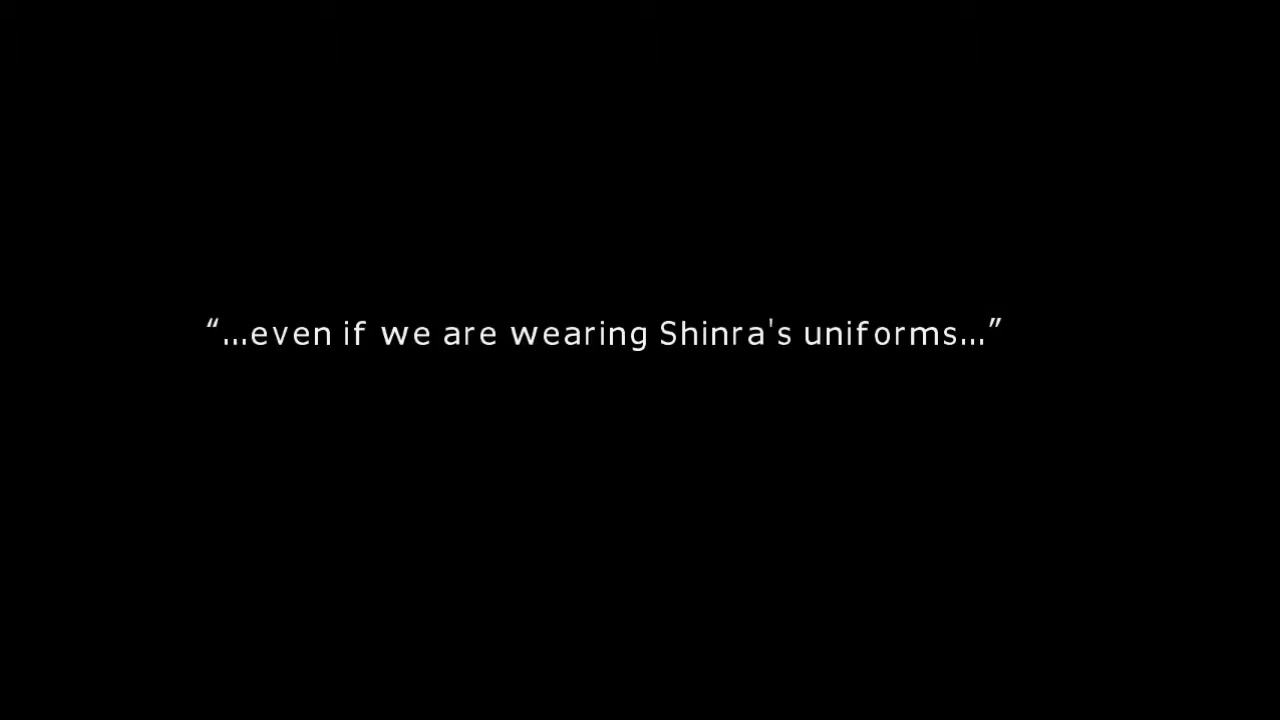 “...even if we are wearing Shinra's uniforms...”